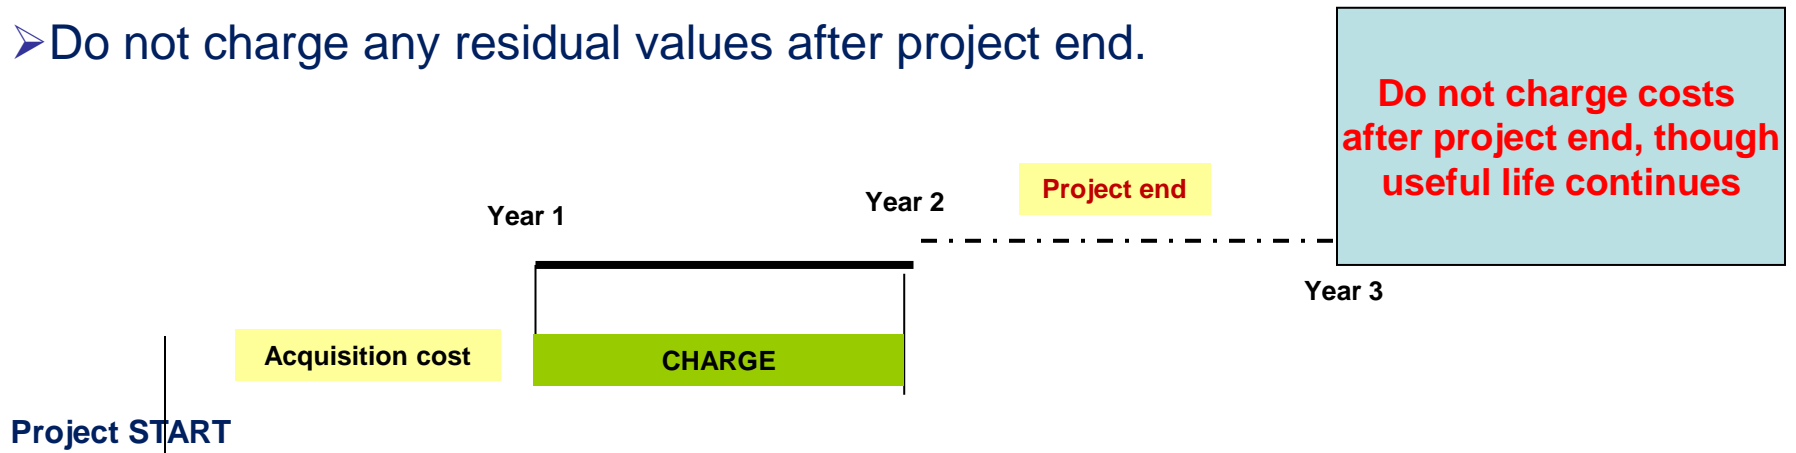 ➢Do not charge any residual values after project end.
Do not charge costs
after project end, though
useful life continues
Project end
Year 1
Year 2
Year 3
Acquisition cost
CHARGE
Project START